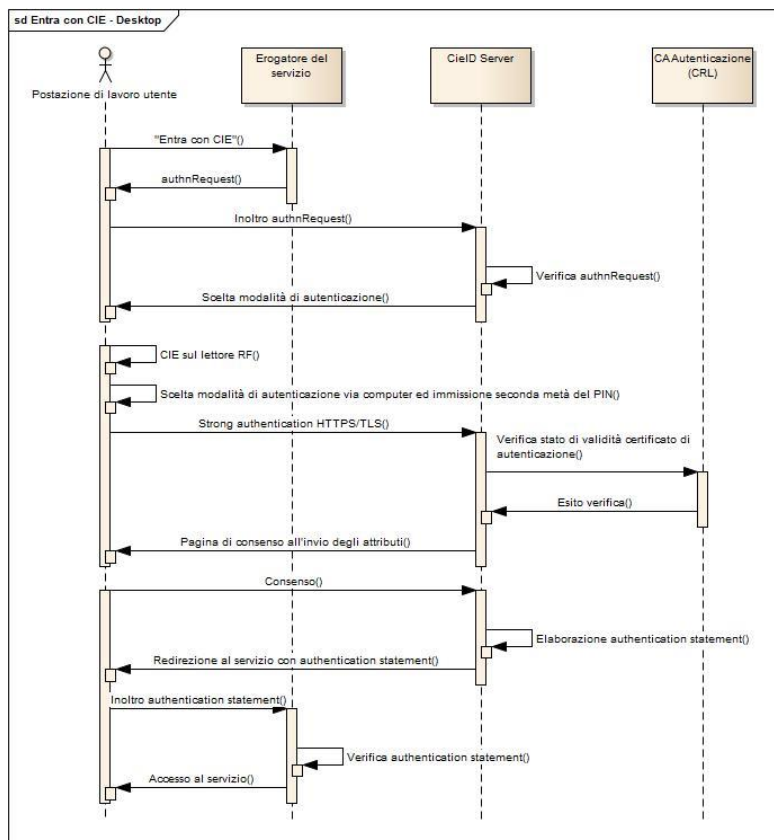 sd Entra con CIE - Desktop
Postazione di lavoro utente
Erogatore del
servizio
CieID Server
CA Autenticazione
(CRL)
"Entra con CIE"()
authnRequest()
Inoltro authnRequest()
Verifica authnRequest()
Scelta modalità di autenticazione()
CIE sul lettore RF()
Scelta modalità di autenticazione via computer ed immissione seconda metà del PIN()
Strong authentication HTTPS/TLS()
Verifica stato di validità certificato di
autenticazione()
Esito verifica()
Pagina di consenso all'invio degli attributi()
Consenso()
Elaborazione authentication statement()
Redirezione al servizio con authentication statement()
Inoltro authentication statement()
Verifica authentication statement()
Accesso al servizio()